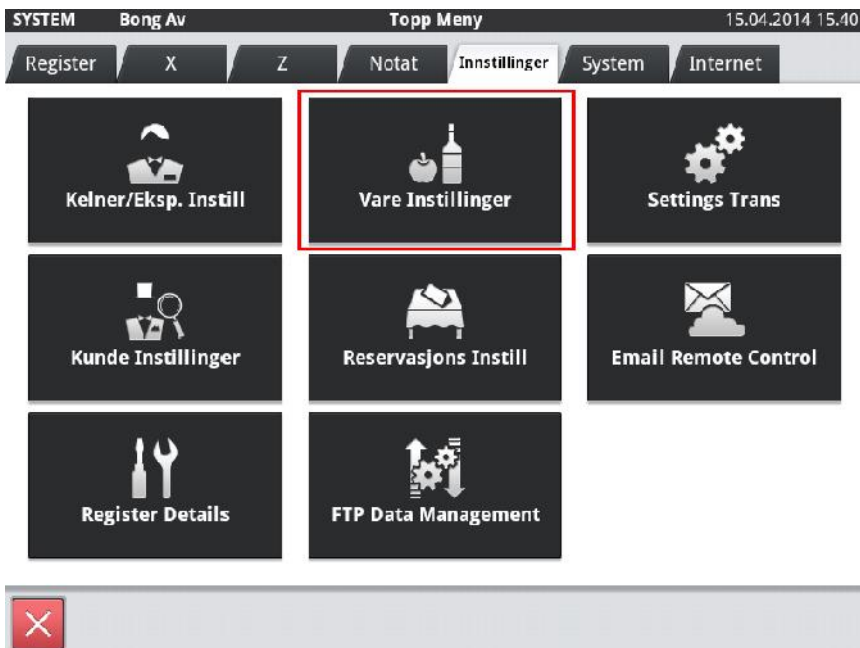 SYSTEM Bong Av Topp Meny 15.04.2014 15.40
Register X Z Notat Innstillinger System Internet
Kelner/Eksp. Instill Vare Instillinger Settings Trans
Kunde Instillinger Reservasjons Instill Email Remote Control
Register Details FTP Data Management